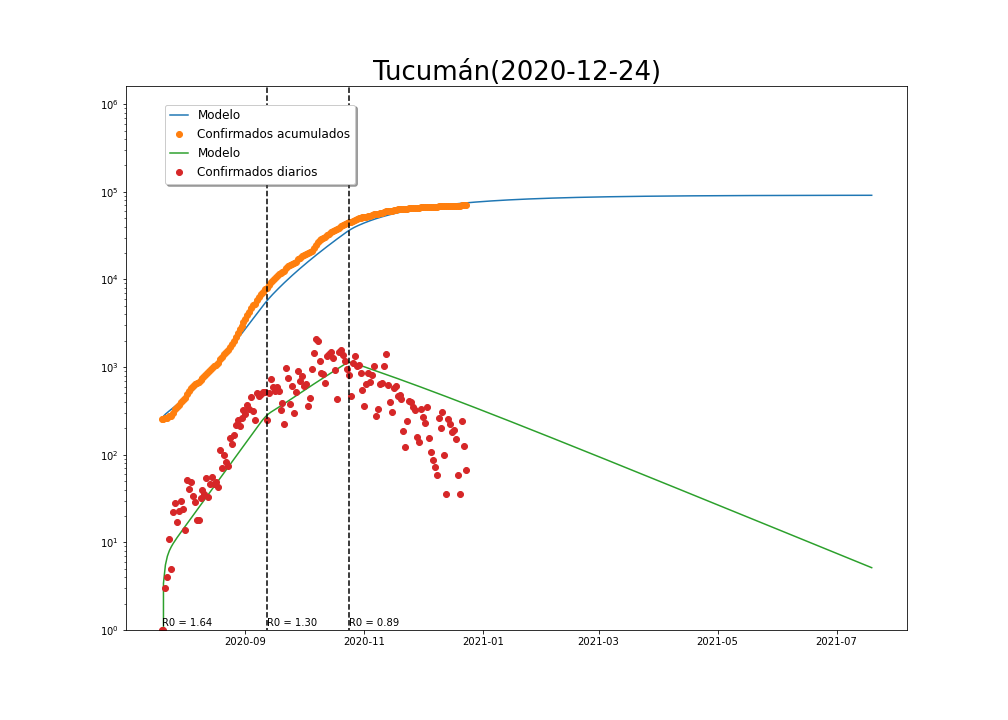 Tucumán(2020-12-24)
Modelo
Confirmados acumulados
Modelo
Confirmados diarios
10⁶
10⁵
10⁴
10³
10²
10¹
10⁰
R0 = 1.64 R0 = 1.30 R0 = 0.89
2020-09 2020-11 2021-01 2021-03 2021-05 2021-07